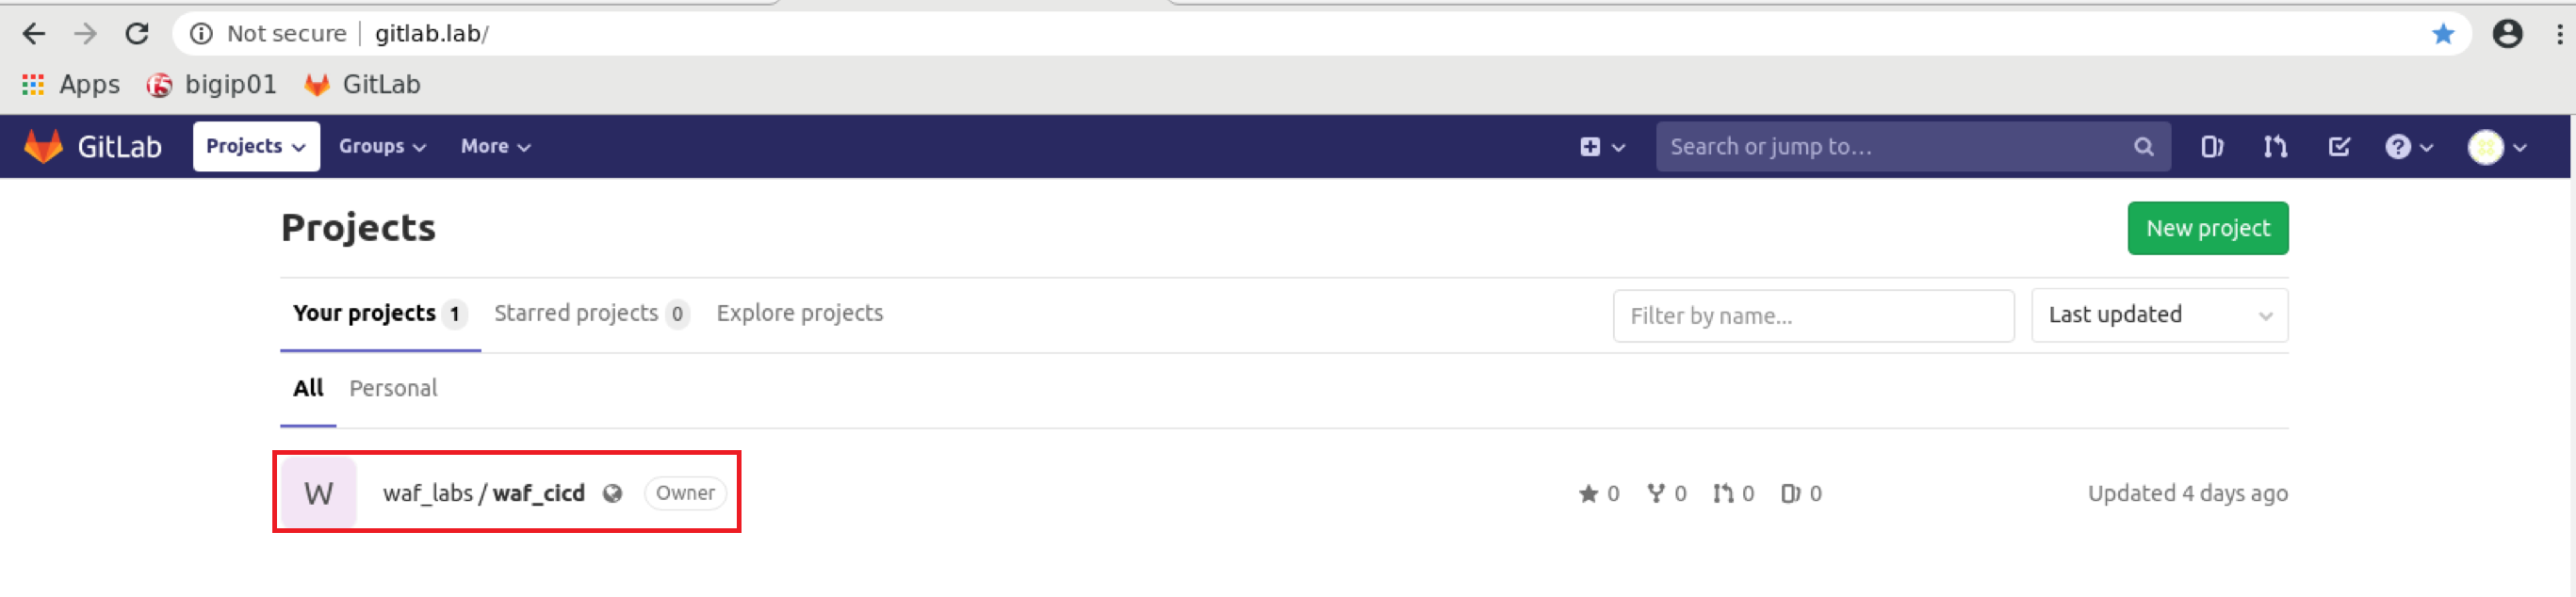 Not secure | gitlab.lab/
Apps bigip01 GitLab
GitLab Projects Groups More Search or jump to...
Projects New project
Your projects 1 Starred projects 0 Explore projects Filter by name... Last updated
All Personal
W waf_labs / waf_cicd Owner 0 0 0 0 Updated 4 days ago